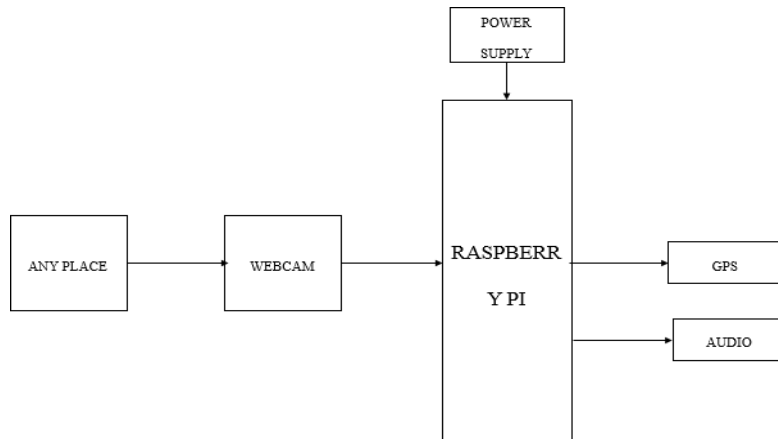 POWER
SUPPLY
ANY PLACE
WEBCAM
RASPBERR
Y PI
GPS
AUDIO